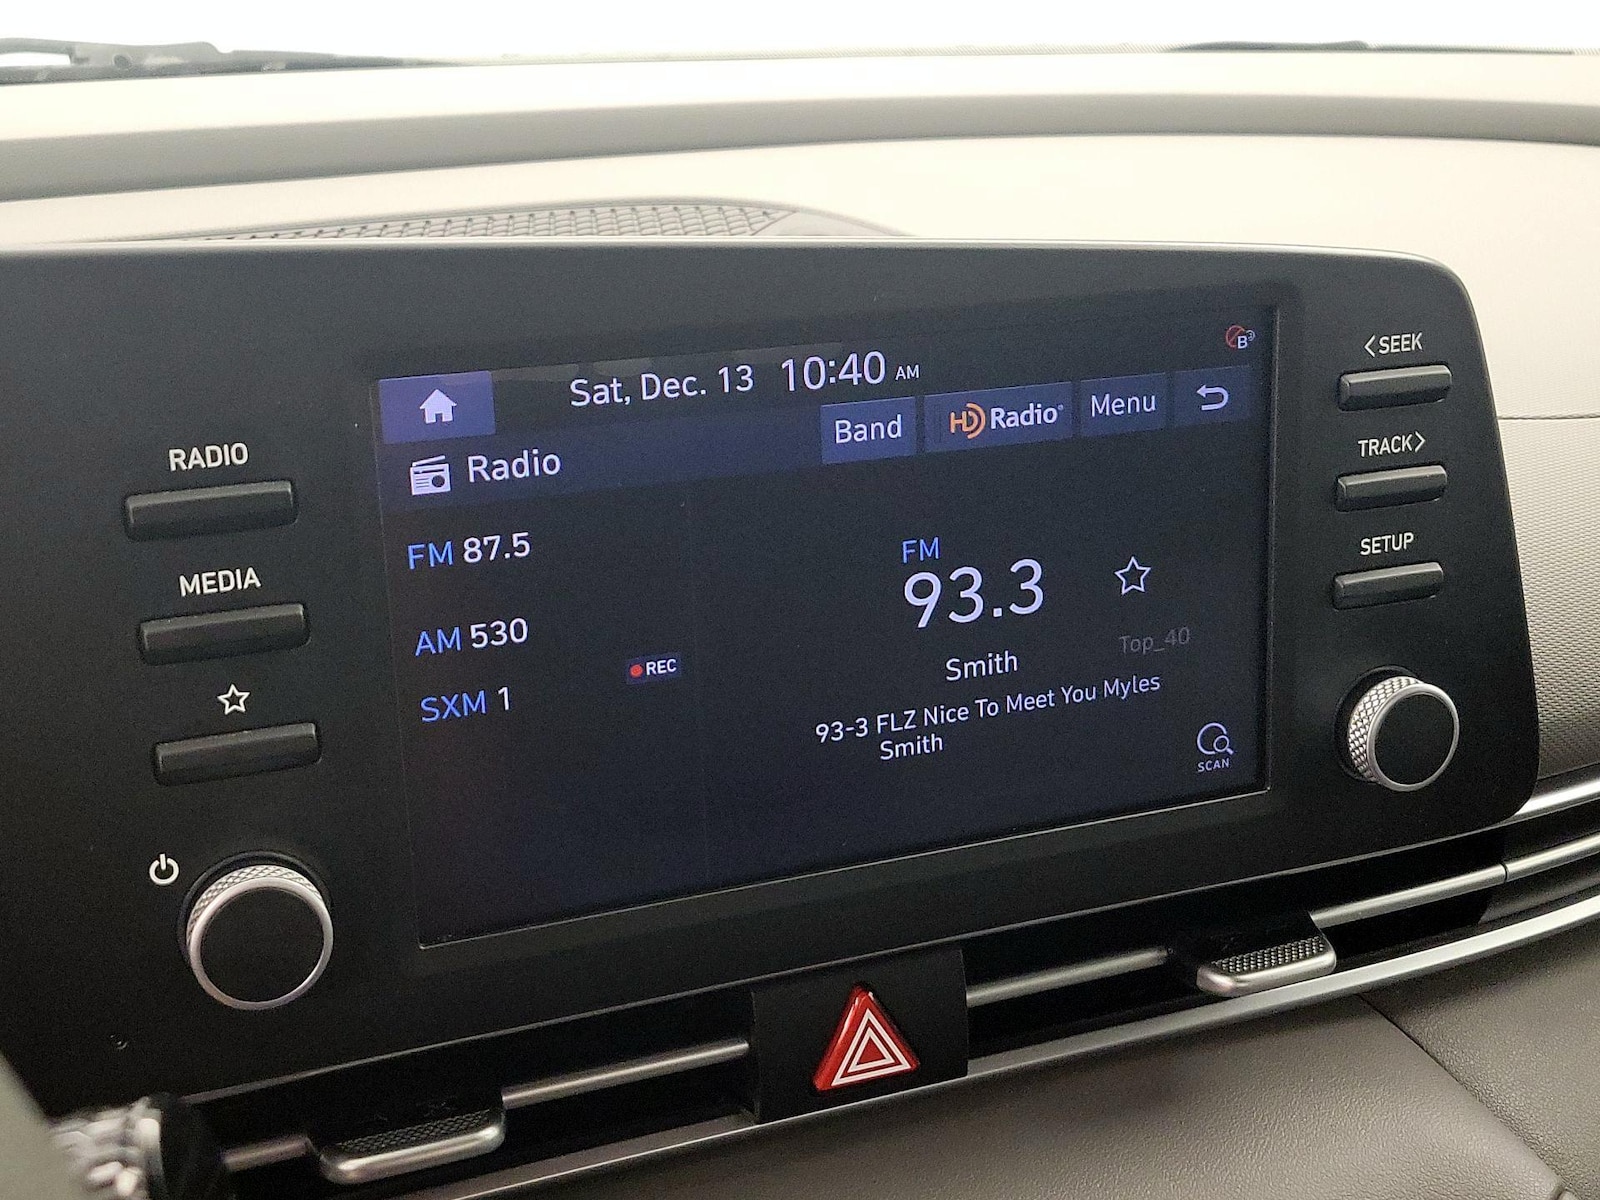 Sat, Dec. 13 10:40 AM
B
Radio
Band
HD Radio
Menu
FM 87.5
AM 530
REC
SXM 1
FM
93.3
Top_40
Smith
93-3 FLZ Nice To Meet You Myles
Smith
SCAN
RADIO
MEDIA
<SEEK
TRACK>
SETUP